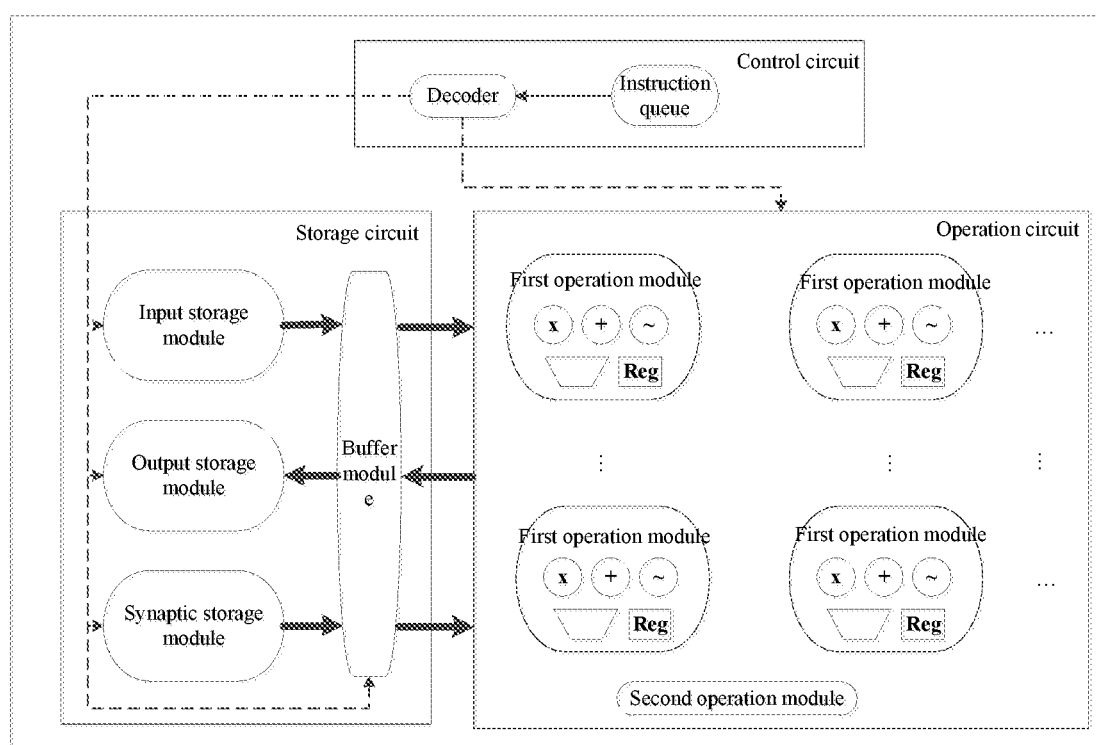 Control circuit
Decoder
Instruction
queue
Storage circuit
Operation circuit
Input storage
module
Output storage
module
Synaptic storage
module
Buffer
modul
e
First operation module
x + ~
Reg
First operation module
x + ~
Reg
...
⋮
⋮
⋮
First operation module
x + ~
Reg
First operation module
x + ~
Reg
...
Second operation module